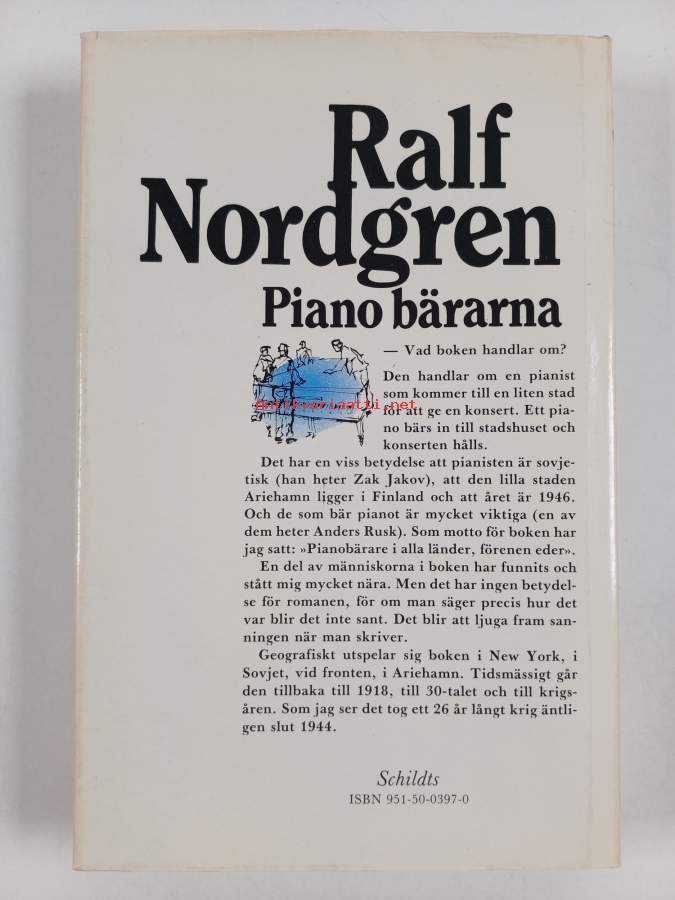 Ralf
Nordgren
Piano bärarna
— Vad boken handlar om?
Den handlar om en pianist
som kommer till en liten stad
för att ge en konsert. Ett pia-
antikvariaatti.net
no bärs in till stadshuset och
konserten hålls.
Det har en viss betydelse att pianisten är sovje-
tisk (han heter Zak Jakov), att den lilla staden
Ariehamn ligger i Finland och att året är 1946.
Och de som bär pianot är mycket viktiga (en av
dem heter Anders Rusk). Som motto för boken har
jag satt: »Pianobärare i alla länder, förenen eder».
En del av människorna i boken har funnits och
stått mig mycket nära. Men det har ingen betydel-
se för romanen, för om man säger precis hur det
var blir det inte sant. Det blir att ljuga fram san-
ningen när man skriver.
Geografiskt utspelar sig boken i New York, i
Sovjet, vid fronten, i Ariehamn. Tidsmässigt går
den tillbaka till 1918, till 30-talet och till krigs-
åren. Som jag ser det tog ett 26 år långt krig äntli-
gen slut 1944.
Schildts
ISBN 951-50-0397-0